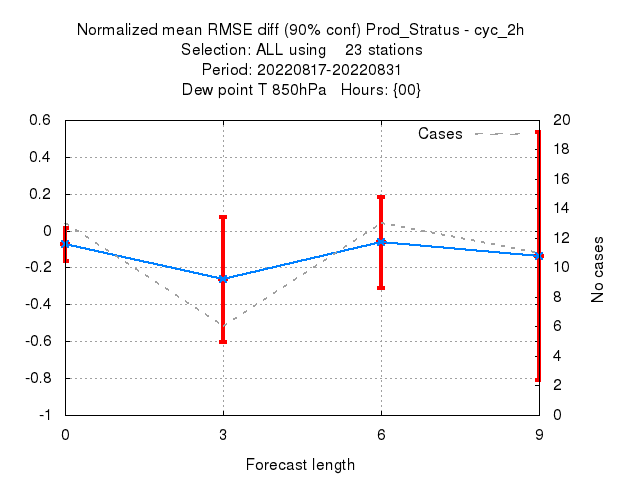 Normalized mean RMSE diff (90% conf) Prod_Stratus - cyc_2h
Selection: ALL using    23 stations
Period: 20220817-20220831
Dew point T 850hPa   Hours: {00}
Cases
0.6
0.4
0.2
0
-0.2
-0.4
-0.6
-0.8
-1
20
18
16
14
12
10
8
6
4
2
0
No cases
0 3 6 9
Forecast length